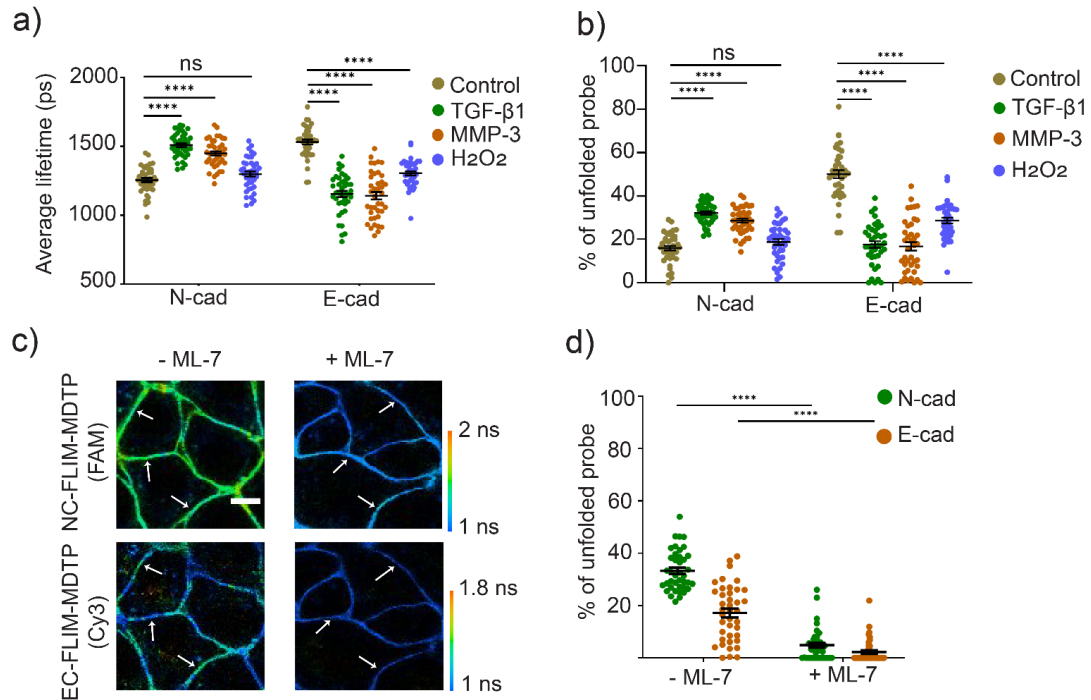 a)
Average lifetime (ps)
2000
1500
1000
500
ns
****
****
****
****
****
N-cad
E-cad
Control
TGF-β1
MMP-3
H2O2
b)
% of unfolded probe
100
80
60
40
20
0
ns
****
****
****
****
****
N-cad
E-cad
Control
TGF-β1
MMP-3
H2O2
c)
- ML-7
+ ML-7
NC-FLIM-MDTP
(FAM)
2 ns
1 ns
EC-FLIM-MDTP
(Cy3)
1.8 ns
1 ns
d)
% of unfolded probe
100
80
60
40
20
****
****
N-cad
E-cad
- ML-7
+ ML-7